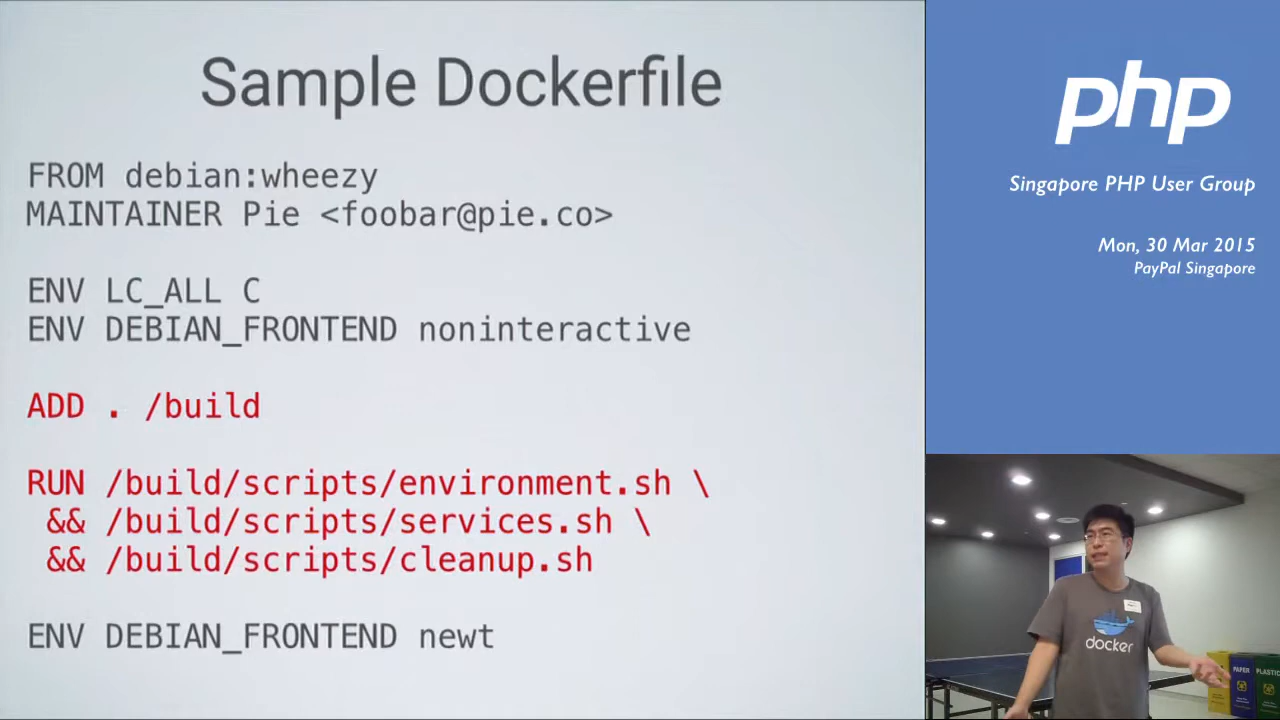 Sample Dockerfile
FROM debian:wheezy
MAINTAINER Pie <foobar@pie.co>
ENV LC_ALL C
ENV DEBIAN_FRONTEND noninteractive
ADD . /build
RUN /build/scripts/environment.sh \
&& /build/scripts/services.sh \
&& /build/scripts/cleanup.sh
ENV DEBIAN_FRONTEND newt
php
Singapore PHP User Group
Mon, 30 Mar 2015
PayPal Singapore
docker
PAPER
PLASTIC